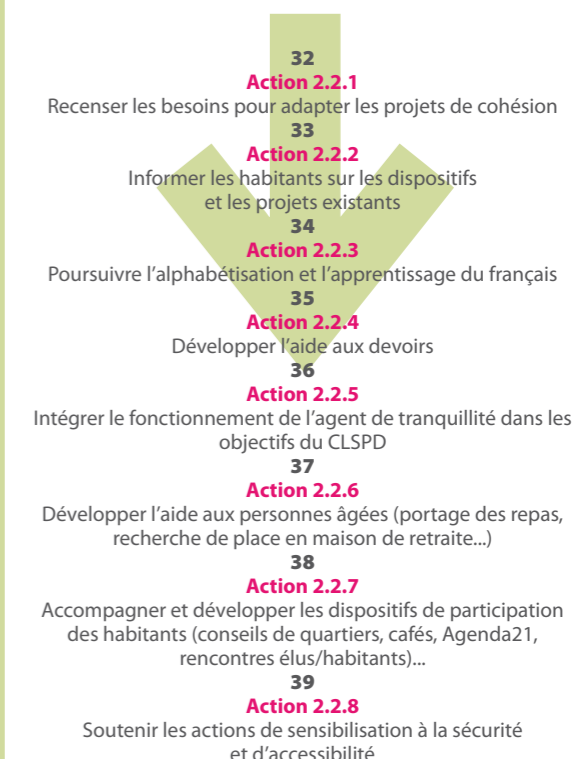 32
Action 2.2.1
Recenser les besoins pour adapter les projets de cohésion
33
Action 2.2.2
Informer les habitants sur les dispositifs
et les projets existants
34
Action 2.2.3
Poursuivre l'alphabétisation et l'apprentissage du français
35
Action 2.2.4
Développer l'aide aux devoirs
36
Action 2.2.5
Intégrer le fonctionnement de l'agent de tranquillité dans les
objectifs du CLSPD
37
Action 2.2.6
Développer l'aide aux personnes âgées (portage des repas,
recherche de place en maison de retraite...)
38
Action 2.2.7
Accompagner et développer les dispositifs de participation
des habitants (conseils de quartiers, cafés, Agenda21,
rencontres élus/habitants)...
39
Action 2.2.8
Soutenir les actions de sensibilisation à la sécurité
et d'accessibilité